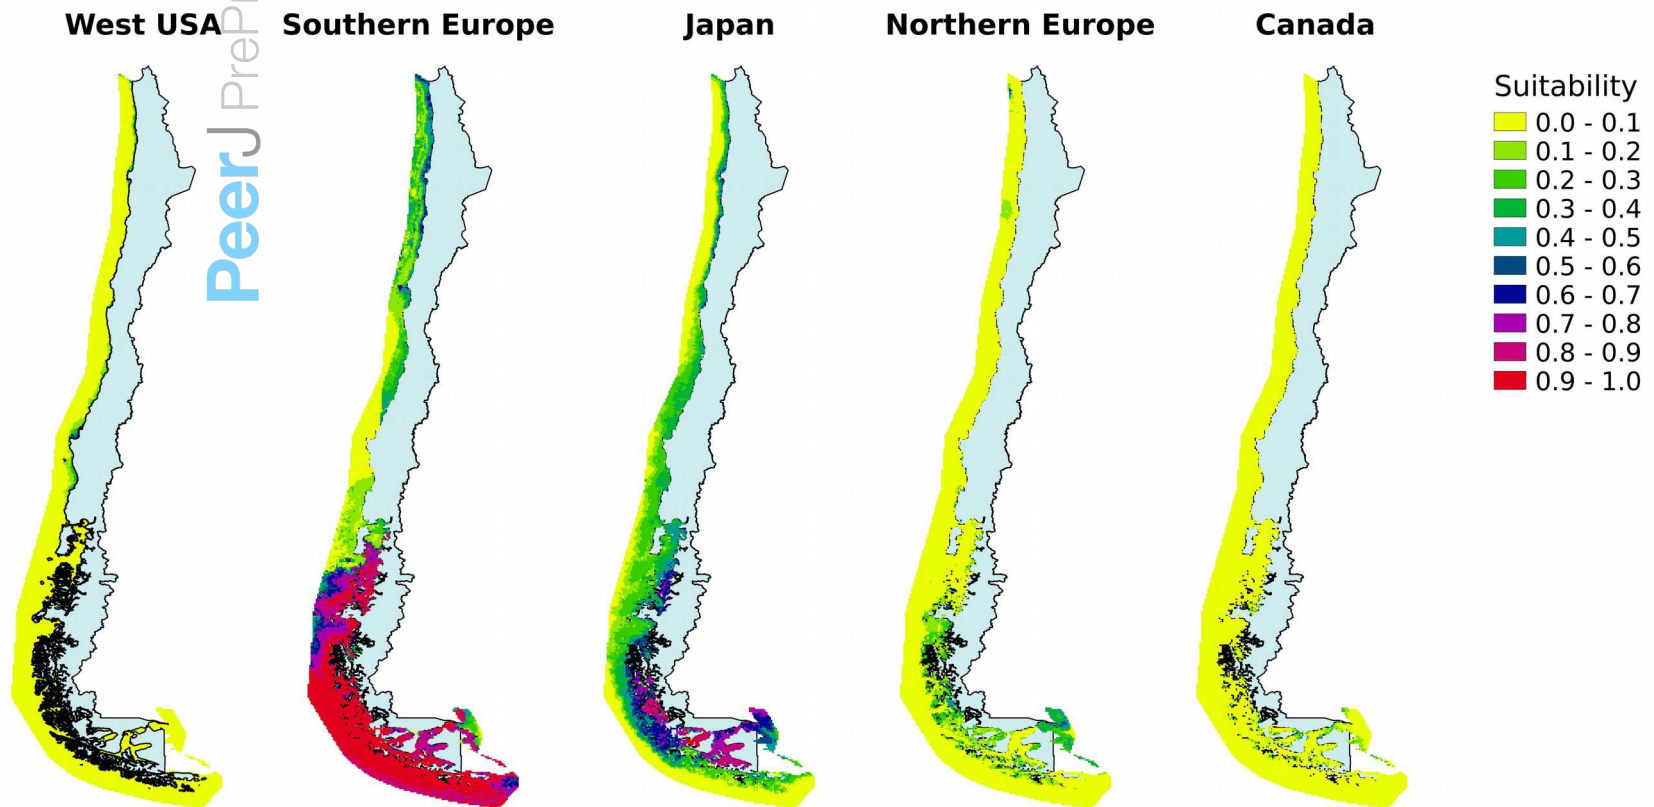 West USA
Southern Europe
Japan
Northern Europe
Canada
PeerJ PrePr
Suitability
0.0 - 0.1
0.1 - 0.2
0.2 - 0.3
0.3 - 0.4
0.4 - 0.5
0.5 - 0.6
0.6 - 0.7
0.7 - 0.8
0.8 - 0.9
0.9 - 1.0